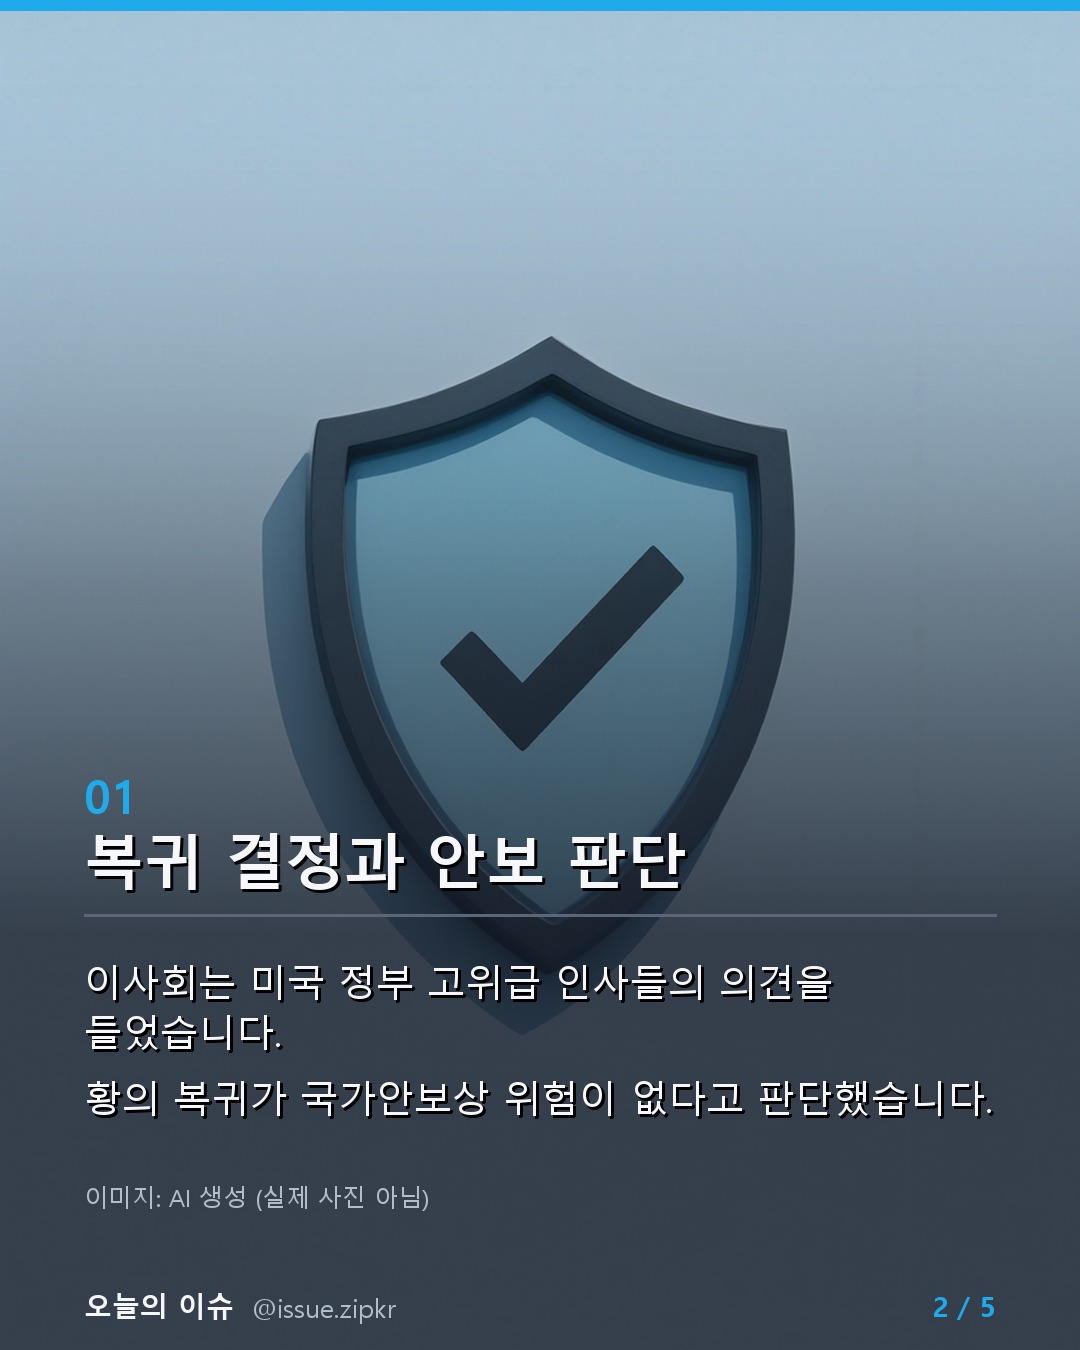 01
복귀 결정과 안보 판단
이사회는 미국 정부 고위급 인사들의 의견을
들었습니다.
황의 복귀가 국가안보상 위험이 없다고 판단했습니다.
이미지: AI 생성 (실제 사진 아님)
오늘의 이슈 @issue.zipkr
2 / 5